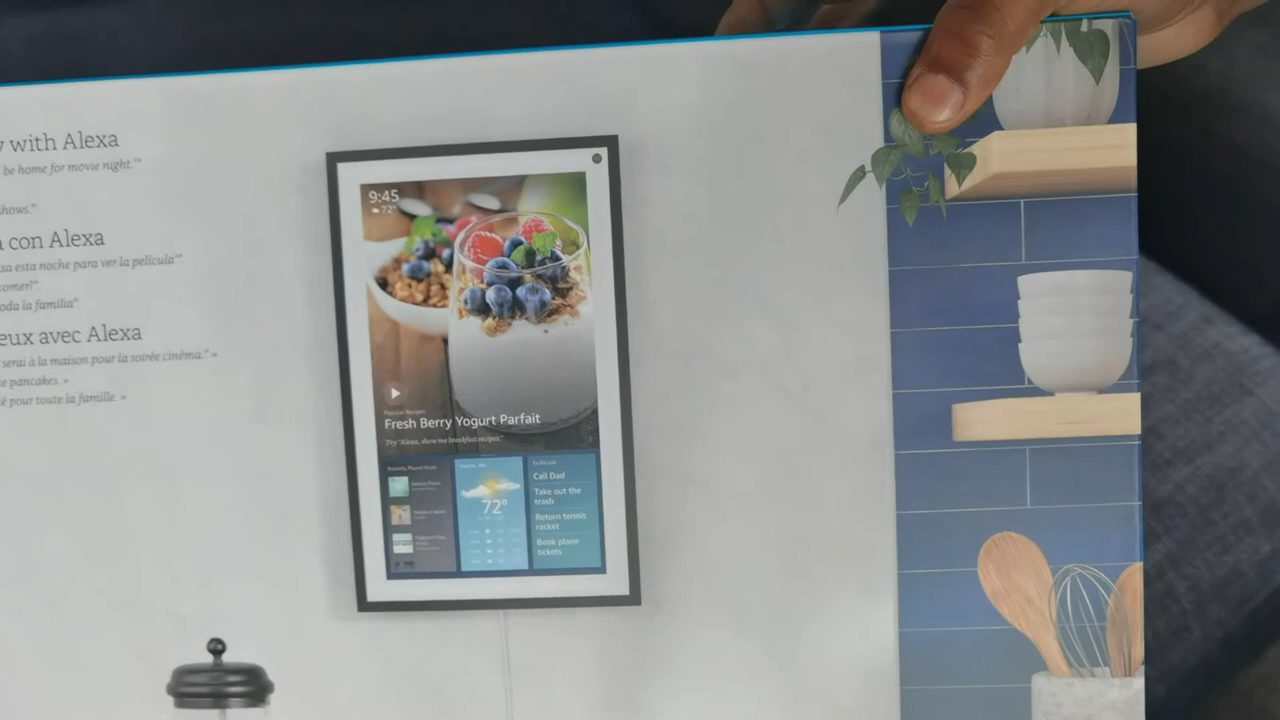 y with Alexa
be home for movie night.'"
shows."
a con Alexa
sa esta noche para ver la película'".
comer?".
oda la familia".
eux avec Alexa
serai à la maison pour la soirée cinéma." »
ie pancakes. »
é pour toute la famille. »
9:45
72°
Popular Recipes
Fresh Berry Yogurt Parfait
Try "Alexa, show me breakfast recipes."
Recently Played Music
72°
To-Do List
Call Dad
Take out the
trash
Return tennis
racket
Book plane
tickets